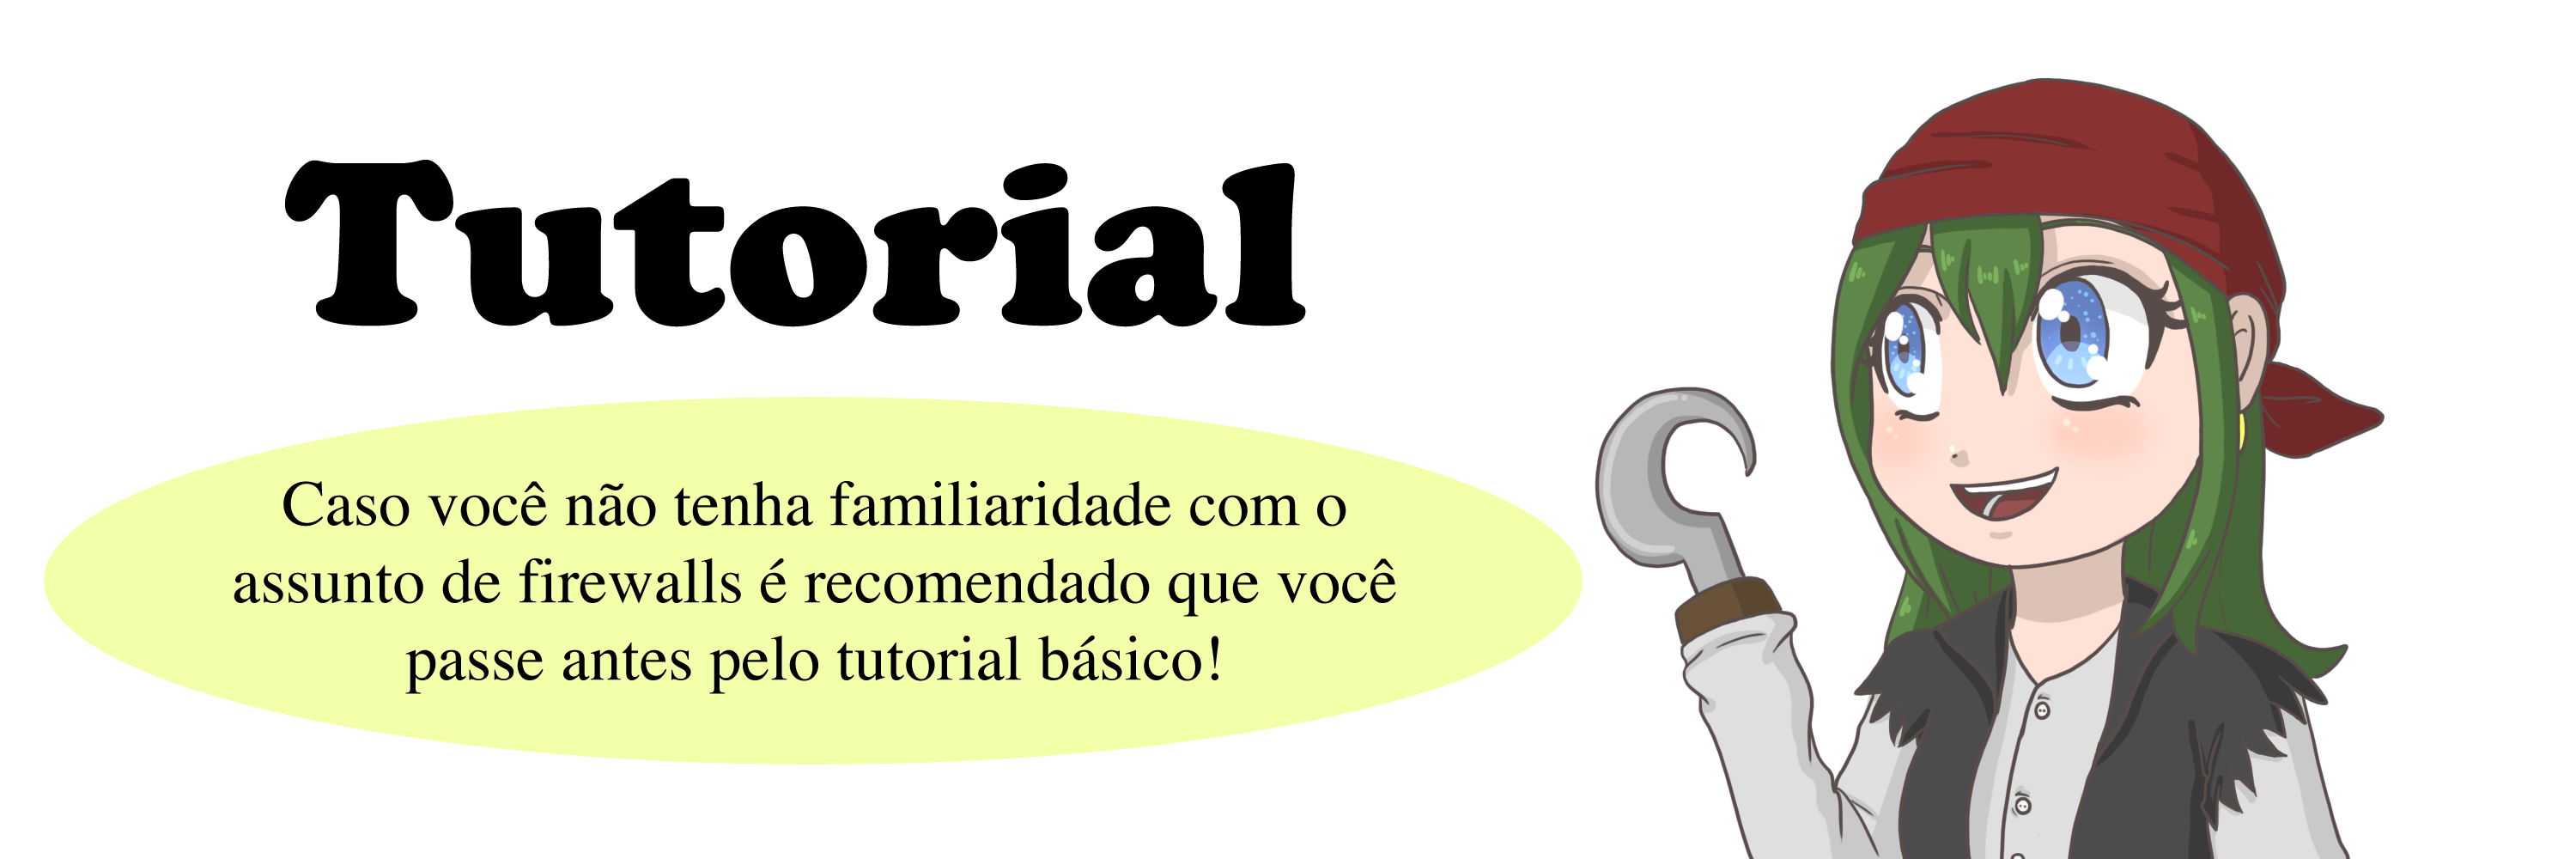 Tutorial
Caso você não tenha familiaridade com o
assunto de firewalls é recomendado que você
passe antes pelo tutorial básico!